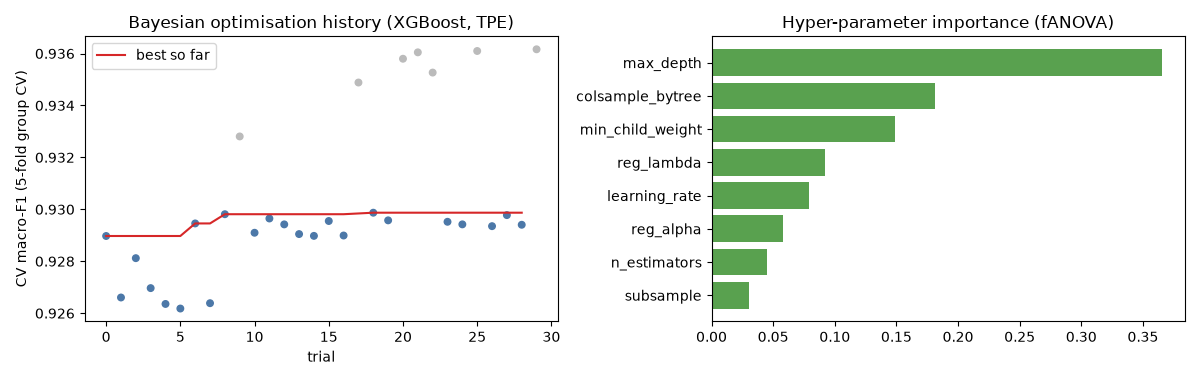 Bayesian optimisation history (XGBoost, TPE)
CV macro-F1 (5-fold group CV)
0.936
0.934
0.932
0.930
0.928
0.926
best so far
0
5
10
15
20
25
30
trial
Hyper-parameter importance (fANOVA)
max_depth
colsample_bytree
min_child_weight
reg_lambda
learning_rate
reg_alpha
n_estimators
subsample
0.00
0.05
0.10
0.15
0.20
0.25
0.30
0.35